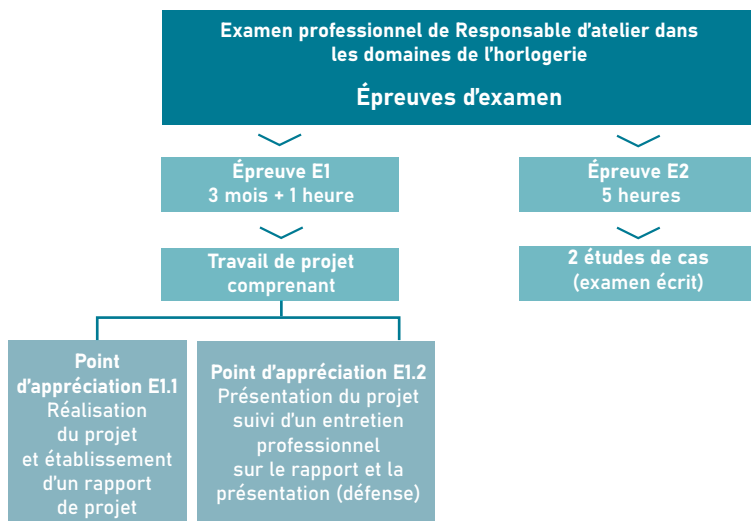 Examen professionnel de Responsable d'atelier dans
les domaines de l'horlogerie
Épreuves d'examen
Épreuve E1
3 mois + 1 heure
Épreuve E2
5 heures
Travail de projet
comprenant
2 études de cas
(examen écrit)
Point
d'appréciation E1.1
Réalisation
du projet
et établissement
d'un rapport
de projet
Point d'appréciation E1.2
Présentation du projet
suivi d'un entretien
professionnel
sur le rapport et la
présentation (défense)